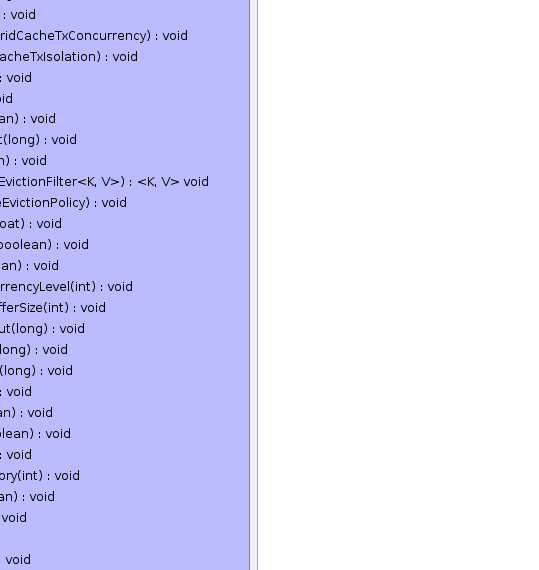 : void
ridCacheTxConcurrency) : void
acheTxIsolation) : void
: void
oid
an) : void
t(long) : void
n) : void
EvictionFilter<K, V>) : <K, V> void
eEvictionPolicy) : void
oat) : void
boolean) : void
an) : void
rrencyLevel(int) : void
fferSize(int) : void
ut(long) : void
long) : void
(long) : void
: void
an) : void
olean) : void
: void
ory(int) : void
an) : void
void
: void